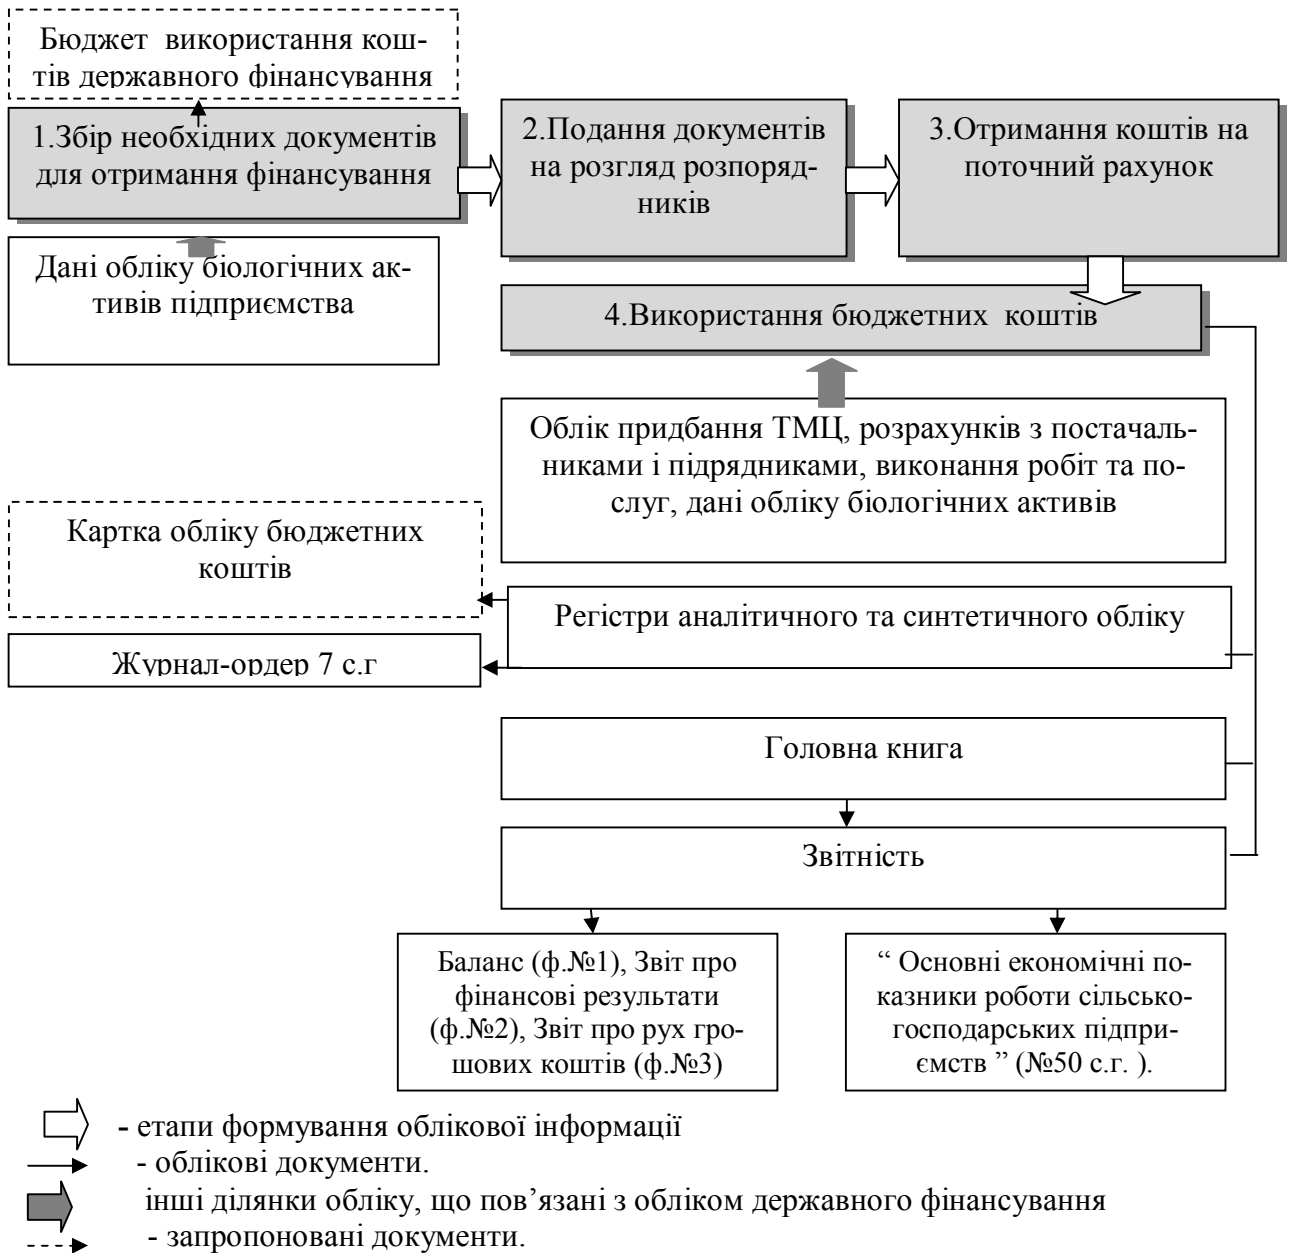 Бюджет використання кош-
тів державного фінансування
1.Збір необхідних документів
для отримання фінансування
2.Подання документів
на розгляд розпоряд-
ників
3.Отримання коштів на
поточний рахунок
Дані обліку біологічних ак-
тивів підприємства
4.Використання бюджетних коштів
Облік придбання ТМЦ, розрахунків з постачаль-
никами і підрядниками, виконання робіт та по-
слуг, дані обліку біологічних активів
Картка обліку бюджетних
коштів
Регістри аналітичного та синтетичного обліку
Журнал-ордер 7 с.г
Головна книга
Звітність
Баланс (ф.№1), Звіт про
фінансові результати
(ф.№2), Звіт про рух гро-
шових коштів (ф.№3)
“ Основні економічні по-
казники роботи сільсько-
господарських підпри-
ємств ” (№50 с.г. ).
- етапи формування облікової інформації
- облікові документи.
інші ділянки обліку, що пов’язані з обліком державного фінансування
- запропоновані документи.